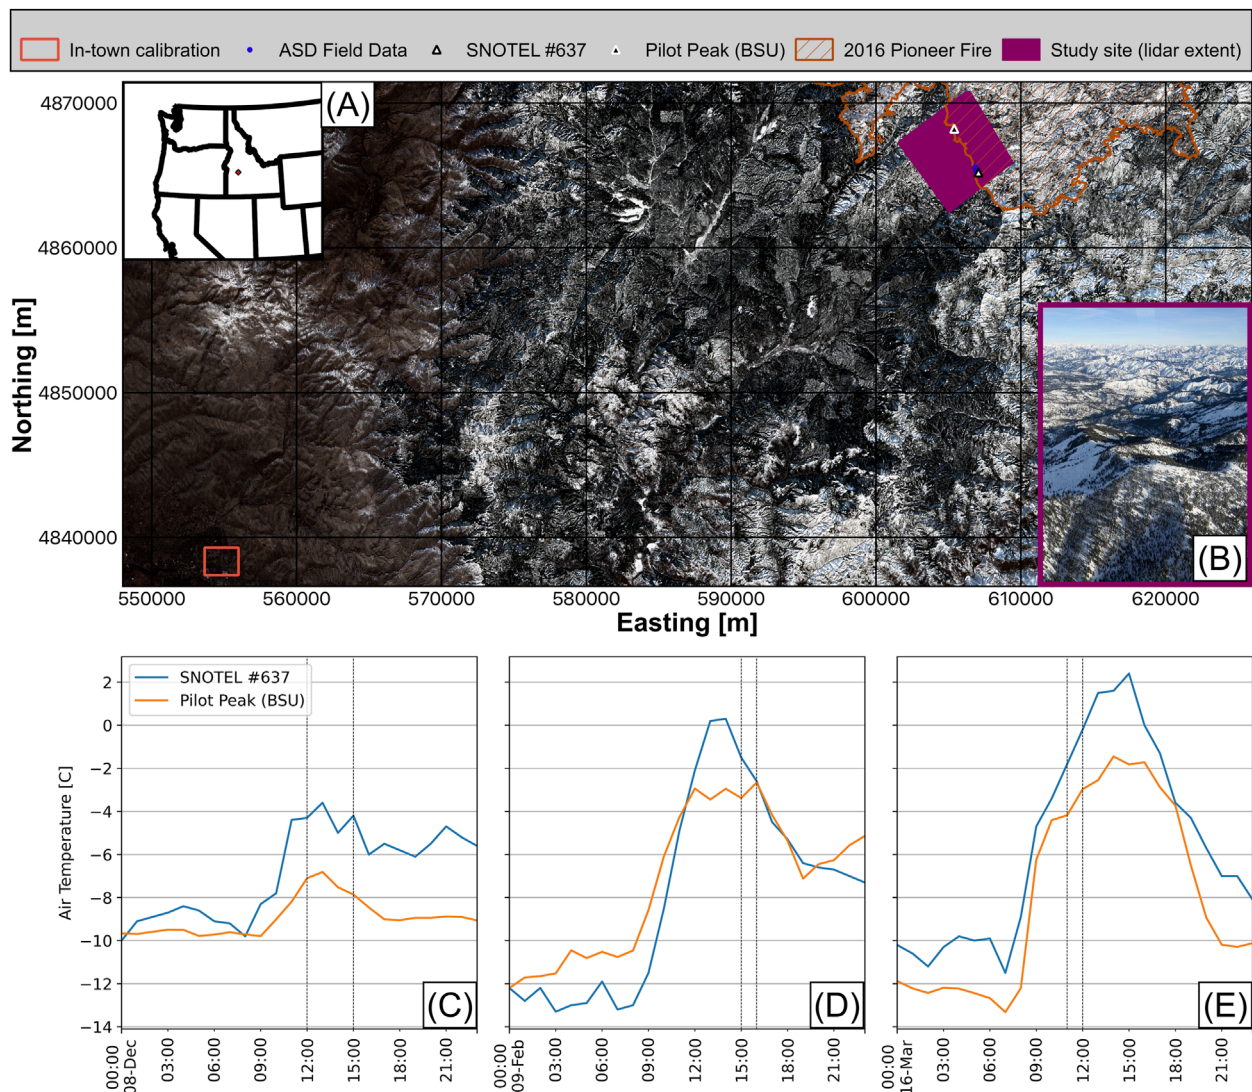 In-town calibration ASD Field Data SNOTEL #637 Pilot Peak (BSU) 2016 Pioneer Fire Study site (lidar extent)
(A)
4870000
4860000
4850000
4840000
Northing [m]
(B)
550000 560000 570000 580000 590000 600000 610000 620000
Easting [m]
SNOTEL #637
Pilot Peak (BSU)
2
0
−2
−4
−6
−8
−10
−12
−14
Air Temperature [C]
(C)
(D)
(E)
00:00
08-Dec
03:00
06:00
09:00
12:00
15:00
18:00
21:00
00:00
09-Feb
03:00
06:00
09:00
12:00
15:00
18:00
21:00
00:00
16-Mar
03:00
06:00
09:00
12:00
15:00
18:00
21:00